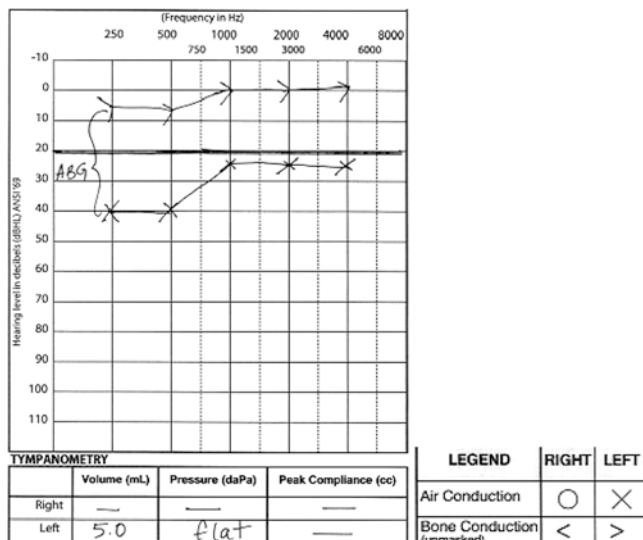 (Frequency in Hz)
250 500 1000 2000 4000 8000
750 1500 3000 6000
Hearing level in decibels (dBHL) ANSI '69
-10
0
10
20
30
ABG
40
50
60
70
80
90
100
110
TYMPANOMETRY
Volume (mL) Pressure (daPa) Peak Compliance (cc)
Right — — —
Left 5.0 flat —
LEGEND RIGHT LEFT
Air Conduction ○ ×
Bone Conduction < >
(unmasked)